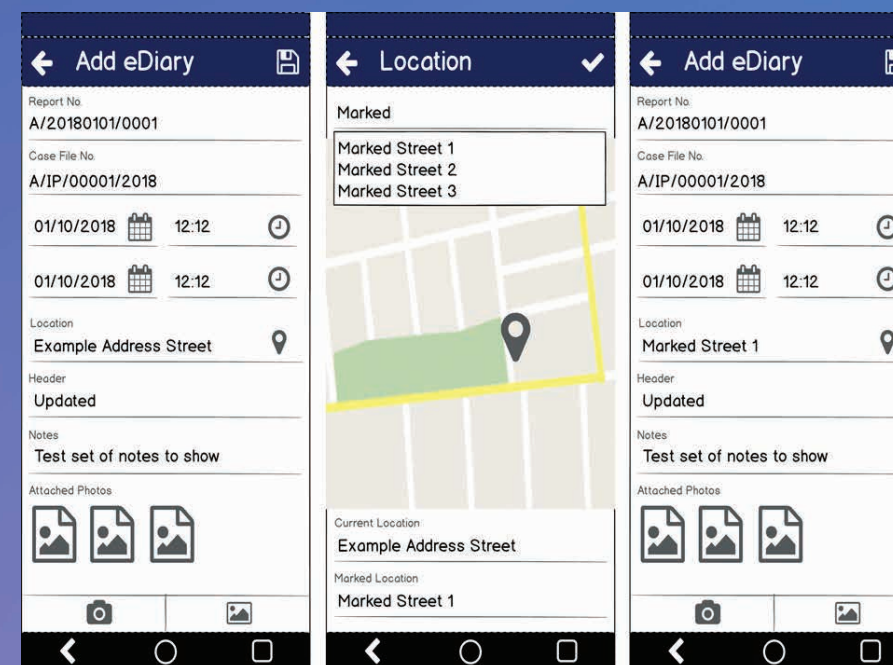 Add eDiary
Report No.
A/20180101/0001
Case File No.
A/IP/00001/2018
01/10/2018 12:12
01/10/2018 12:12
Location
Example Address Street
Header
Updated
Notes
Test set of notes to show
Attached Photos
Location
Marked
Marked Street 1
Marked Street 2
Marked Street 3
Current Location
Example Address Street
Marked Location
Marked Street 1
Add eDiary
Report No.
A/20180101/0001
Case File No.
A/IP/00001/2018
01/10/2018 12:12
01/10/2018 12:12
Location
Marked Street 1
Header
Updated
Notes
Test set of notes to show
Attached Photos